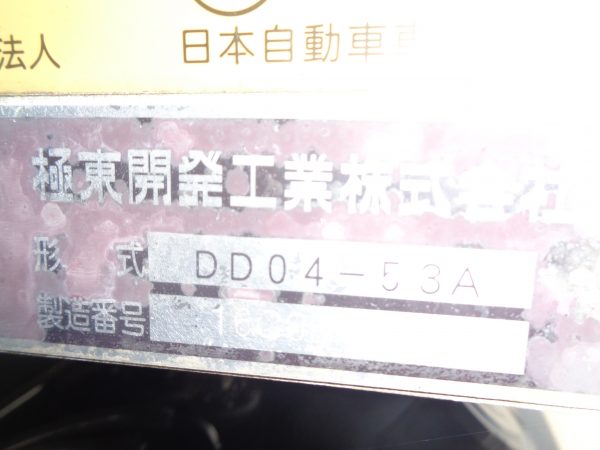 法人 日本自動車車
極東開発工業株式会社
形式 DD04-53A
製造番号